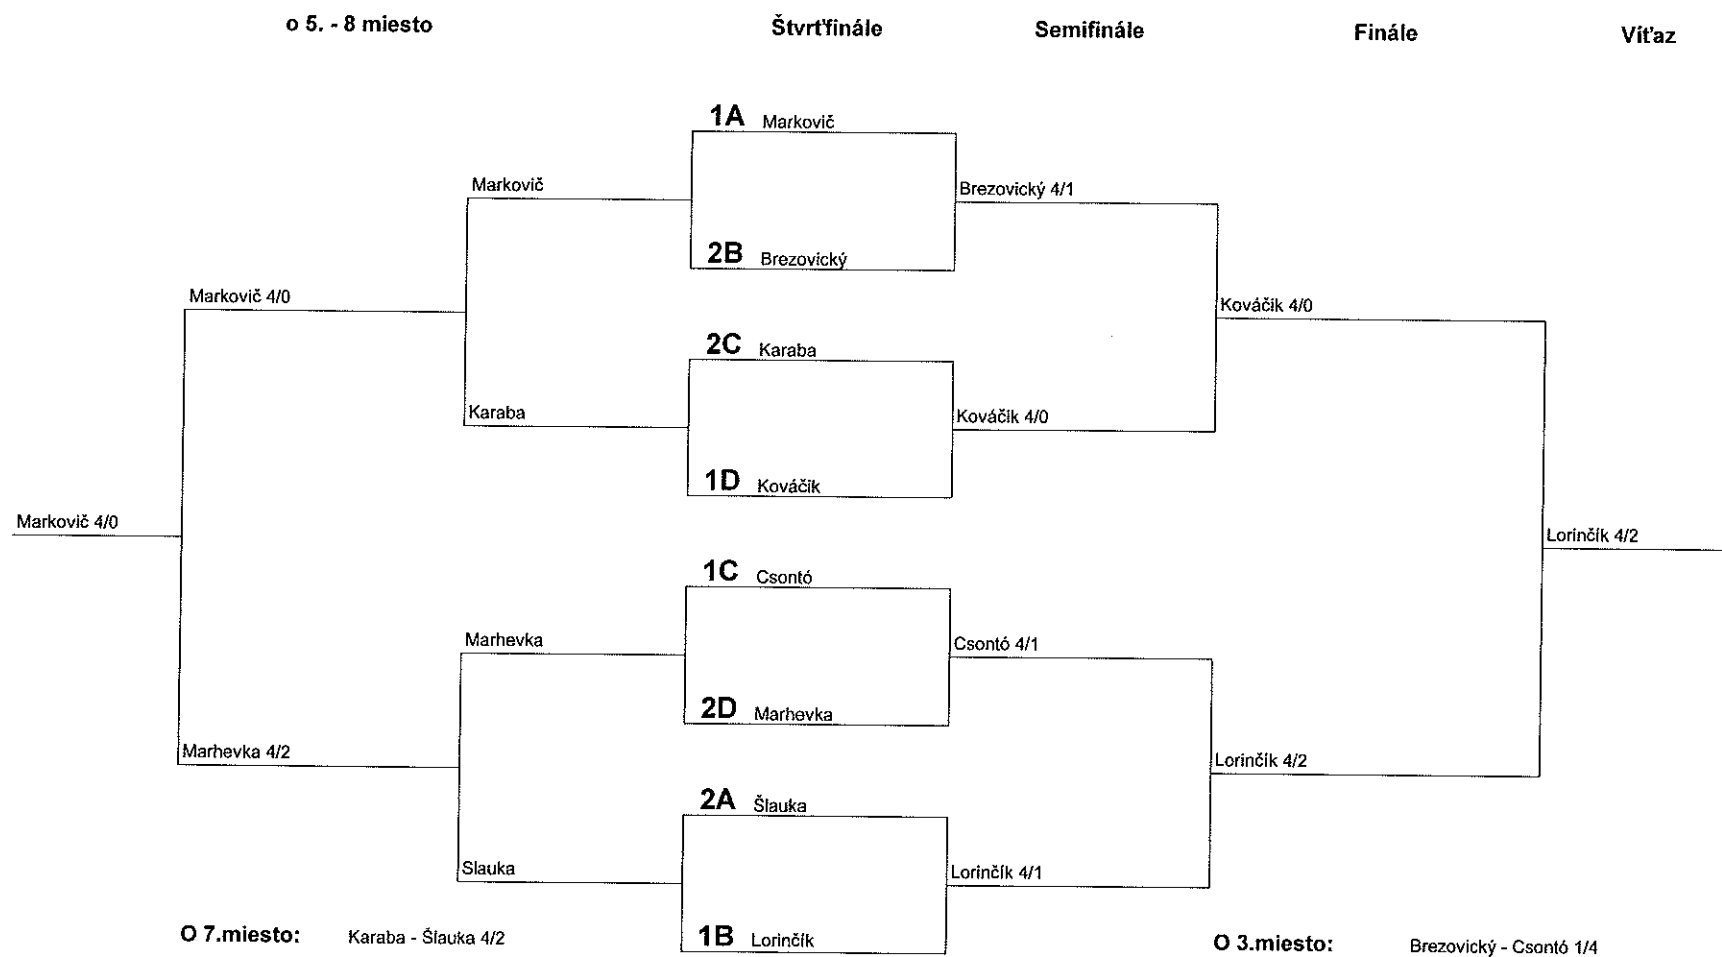 o 5. - 8 miesto
Štvrťfinále
Semifinále
Finále
Víťaz
1A Markovič
Markovič
Brezovický 4/1
2B Brezovický
Markovič 4/0
Kováčik 4/0
2C Karaba
Karaba
Kováčik 4/0
1D Kováčik
Markovič 4/0
Lorinčík 4/2
1C Csontó
Marhevka
Csontó 4/1
2D Marhevka
Marhevka 4/2
Lorinčík 4/2
2A Šlauka
Slauka
Lorinčík 4/1
1B Lorinčík
O 7.miesto: Karaba - Šlauka 4/2
O 3.miesto: Brezovický - Csontó 1/4